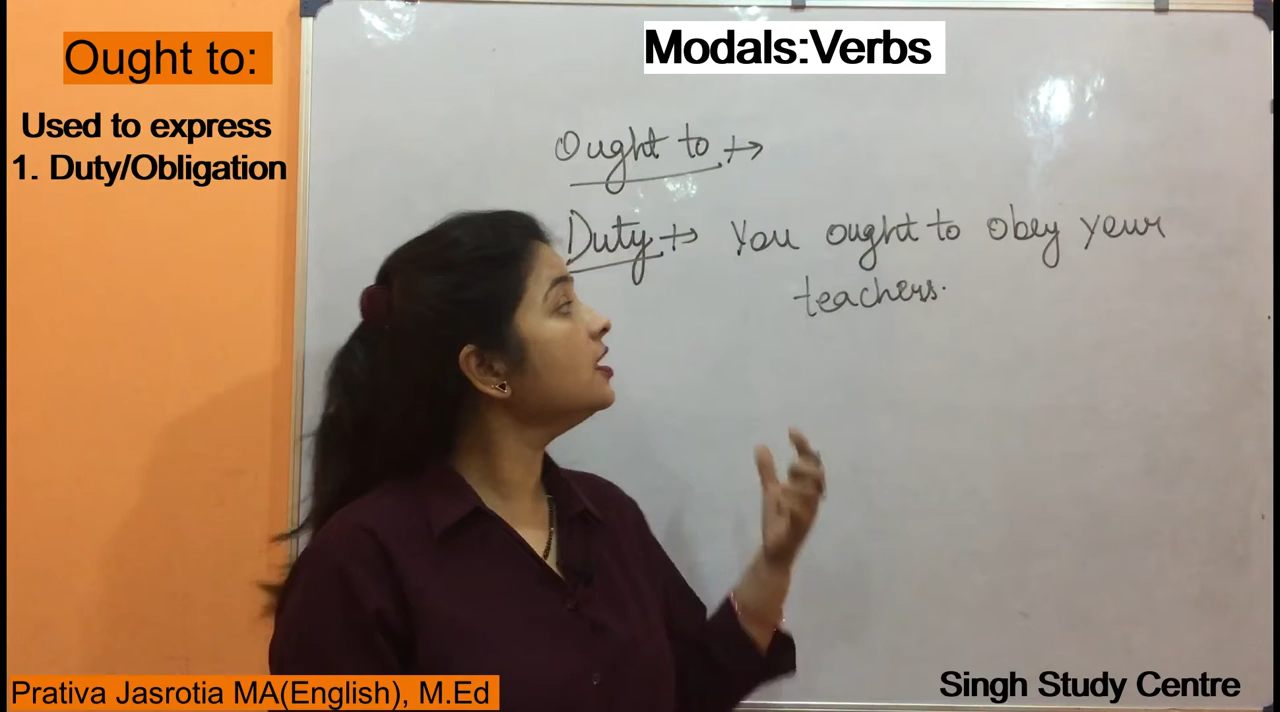 Ought to:
Used to express
1. Duty/Obligation
Modals:Verbs
Ought to →
Duty → You ought to obey your
teachers.
Prativa Jasrotia MA(English), M.Ed
Singh Study Centre